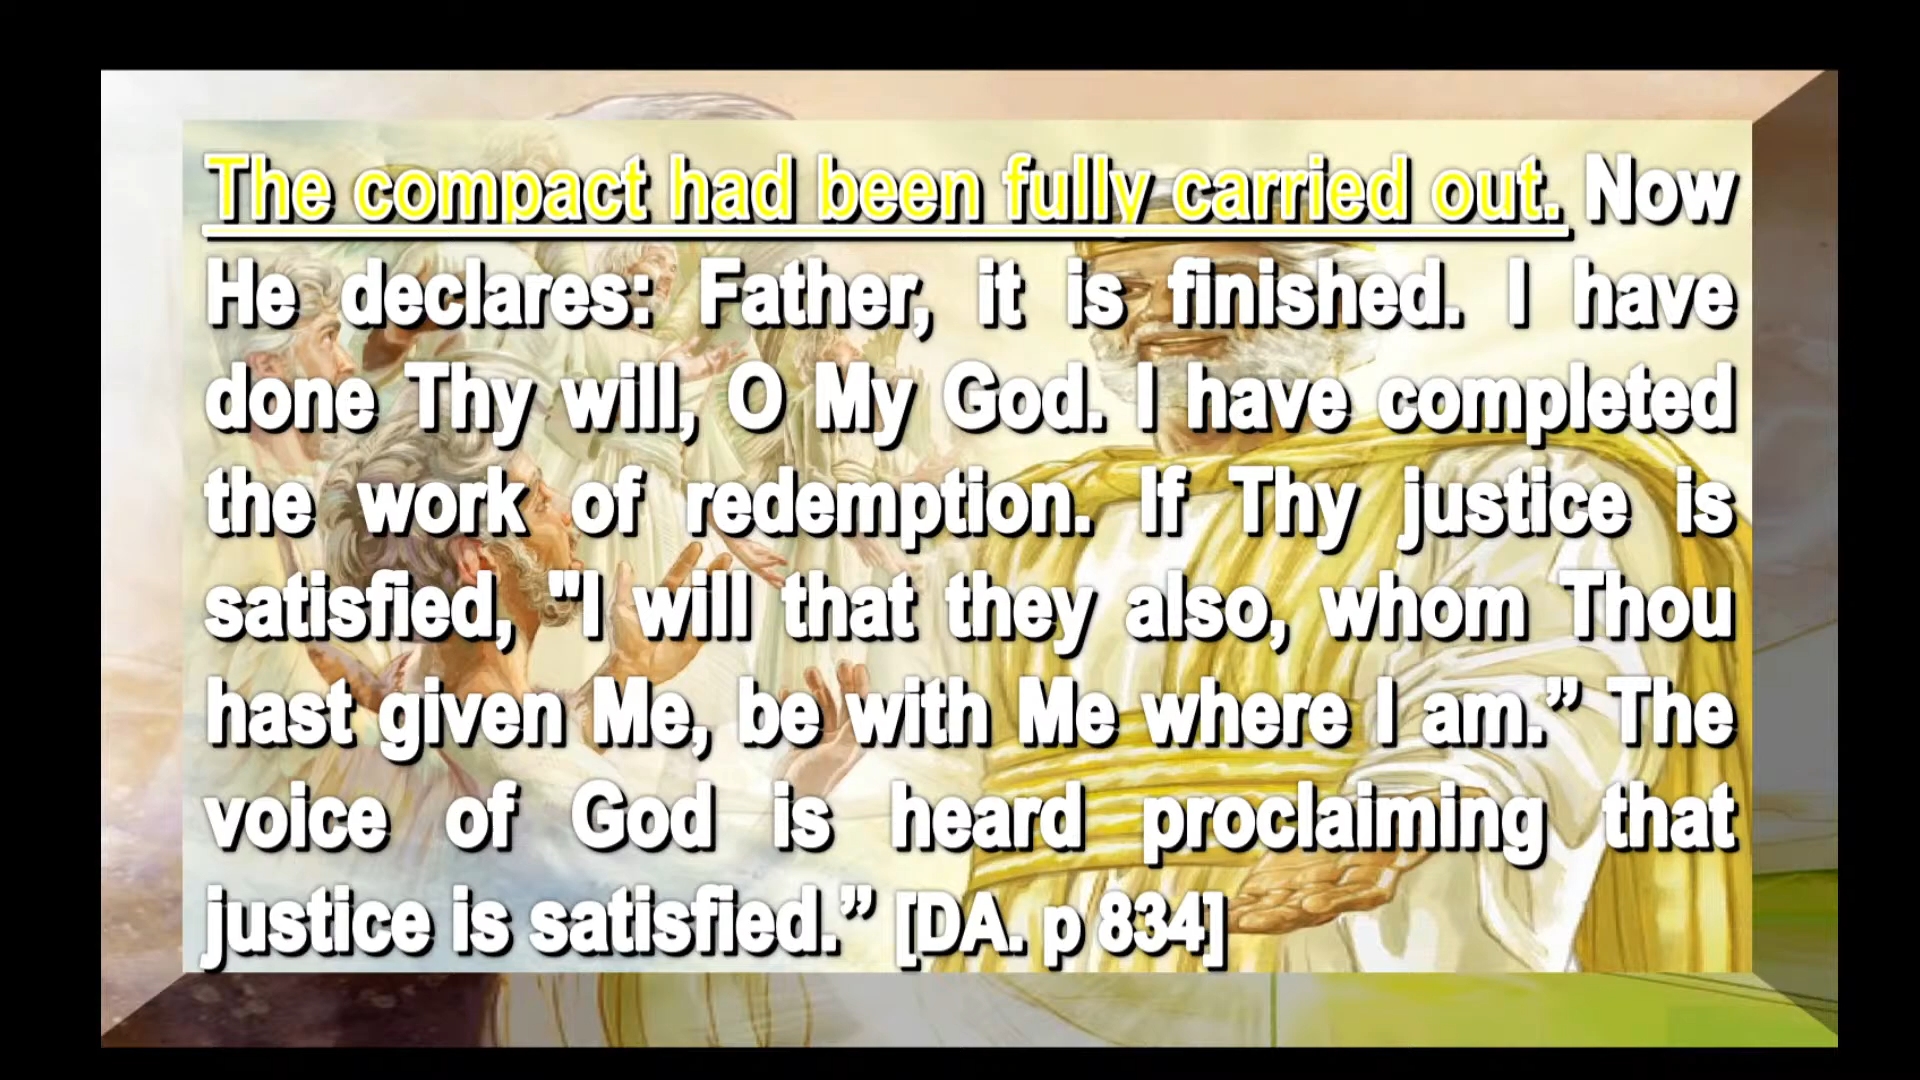 The compact had been fully carried out. Now
He declares: Father, it is finished. I have
done Thy will, O My God. I have completed
the work of redemption. If Thy justice is
satisfied, "I will that they also, whom Thou
hast given Me, be with Me where I am.” The
voice of God is heard proclaiming that
justice is satisfied.” [DA. p 834]